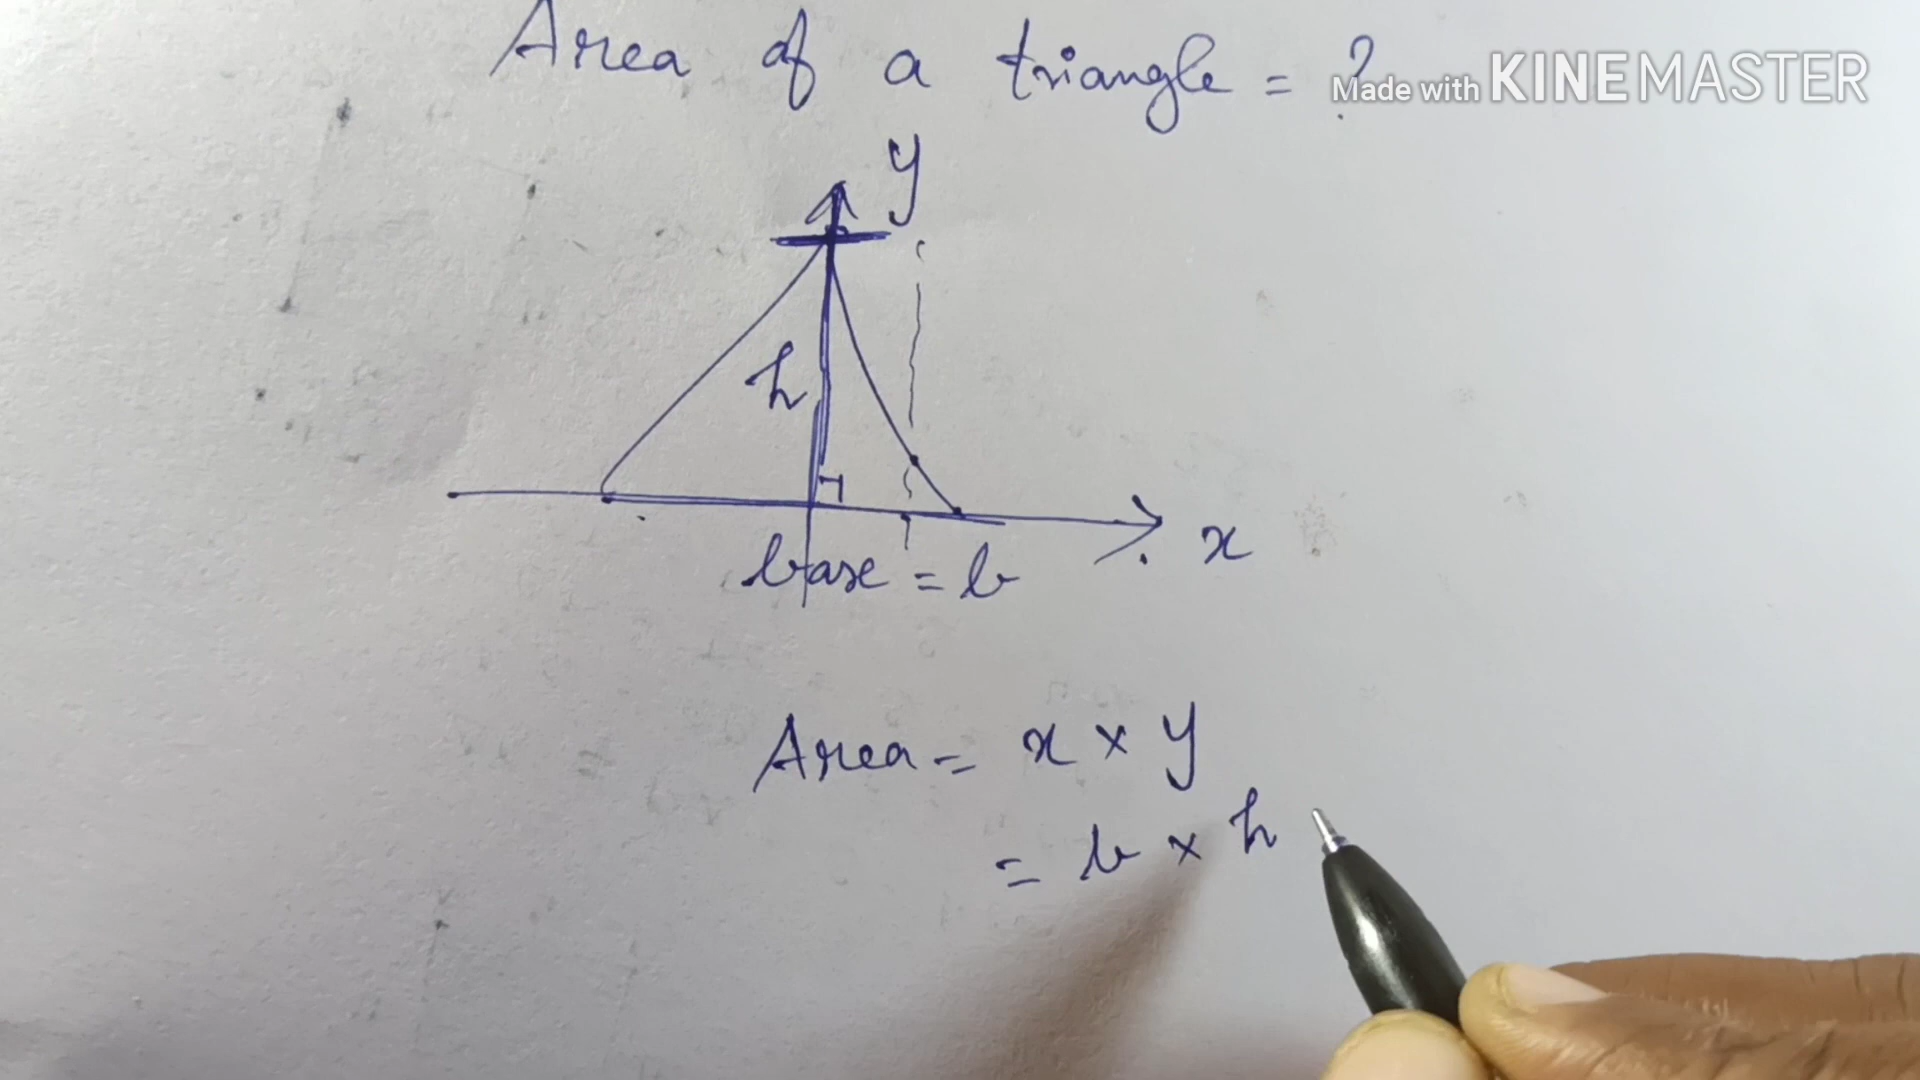 Area of a triangle = ?
Made with KINEMASTER
y
h
x
base = b
Area = x × y
= b × h